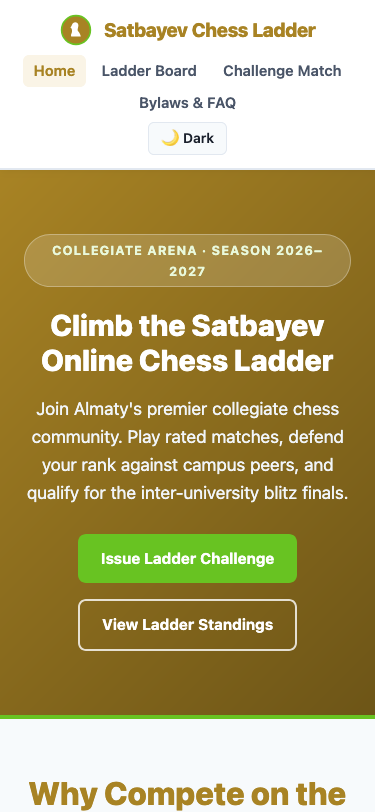 Satbayev Chess Ladder
Home Ladder Board Challenge Match
Bylaws & FAQ
🌙 Dark
COLLEGIATE ARENA · SEASON 2026–
2027
Climb the Satbayev
Online Chess Ladder
Join Almaty's premier collegiate chess
community. Play rated matches, defend
your rank against campus peers, and
qualify for the inter-university blitz finals.
Issue Ladder Challenge
View Ladder Standings
Why Compete on the